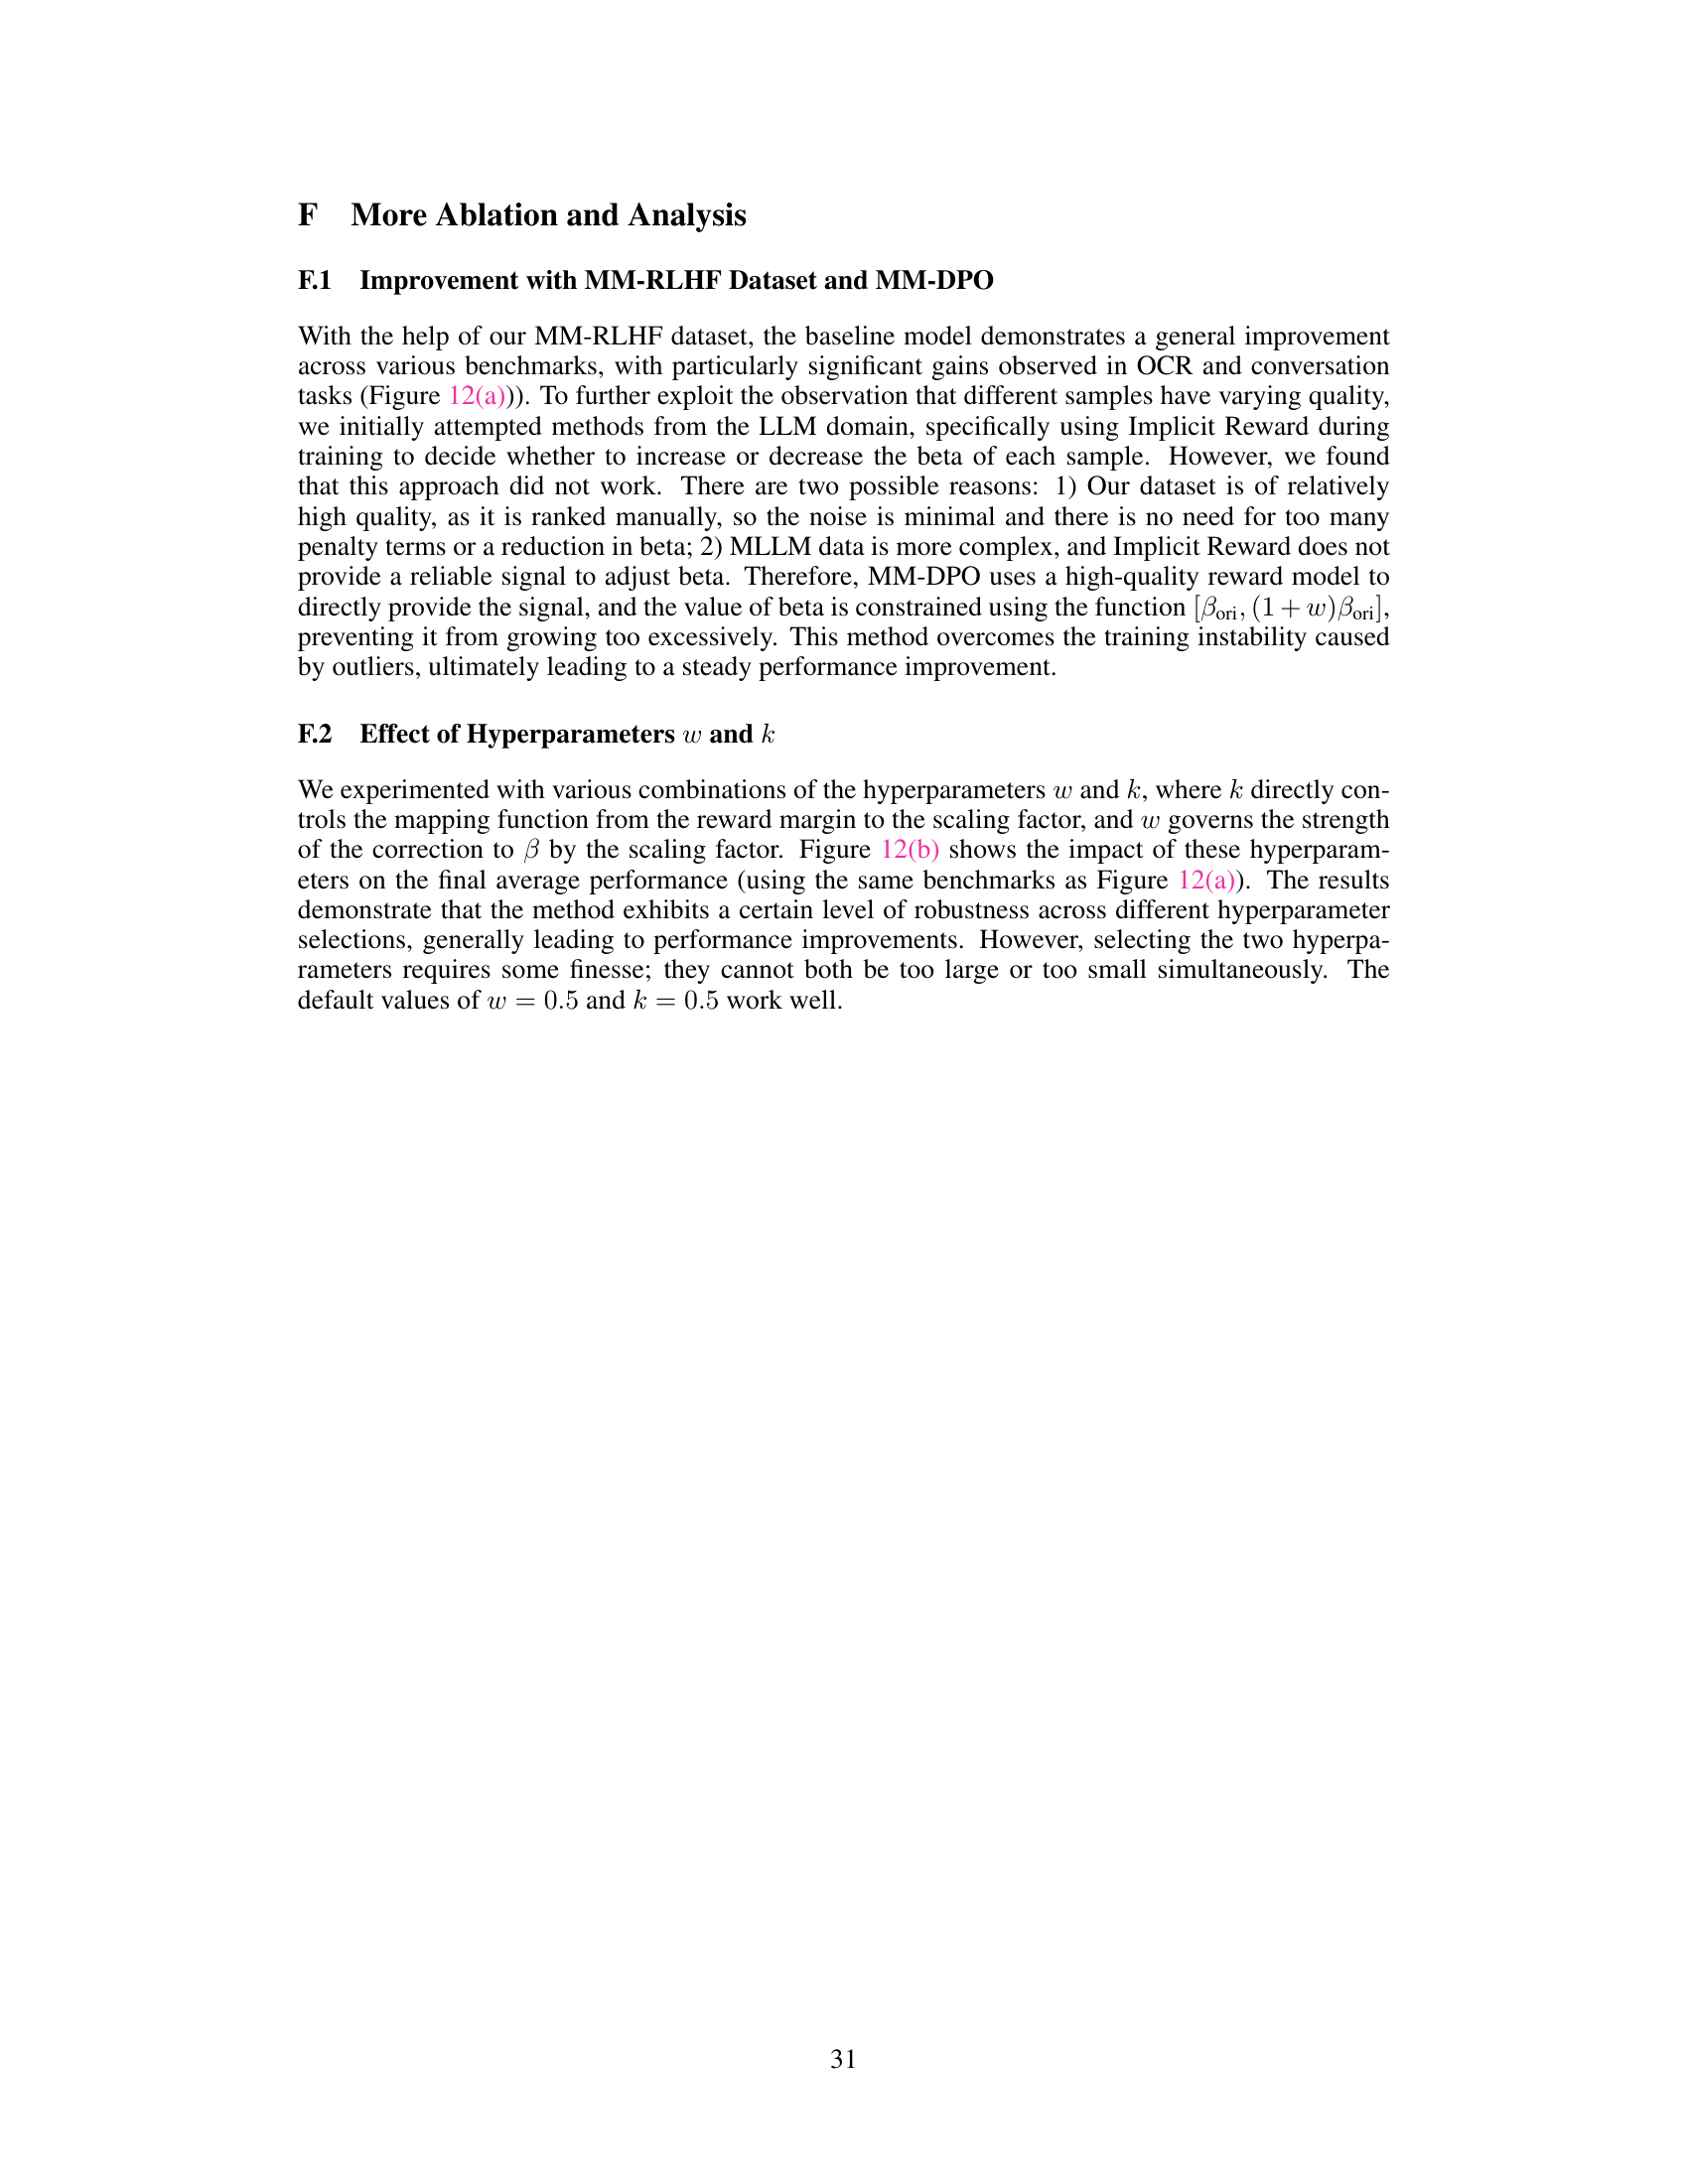 F More Ablation and Analysis
F.1 Improvement with MM-RLHF Dataset and MM-DPO
With the help of our MM-RLHF dataset, the baseline model demonstrates a general improvement
across various benchmarks, with particularly significant gains observed in OCR and conversation
tasks (Figure 12(a))). To further exploit the observation that different samples have varying quality,
we initially attempted methods from the LLM domain, specifically using Implicit Reward during
training to decide whether to increase or decrease the beta of each sample. However, we found
that this approach did not work. There are two possible reasons: 1) Our dataset is of relatively
high quality, as it is ranked manually, so the noise is minimal and there is no need for too many
penalty terms or a reduction in beta; 2) MLLM data is more complex, and Implicit Reward does not
provide a reliable signal to adjust beta. Therefore, MM-DPO uses a high-quality reward model to
directly provide the signal, and the value of beta is constrained using the function [β_ori, (1 + w)β_ori],
preventing it from growing too excessively. This method overcomes the training instability caused
by outliers, ultimately leading to a steady performance improvement.
F.2 Effect of Hyperparameters w and k
We experimented with various combinations of the hyperparameters w and k, where k directly con-
trols the mapping function from the reward margin to the scaling factor, and w governs the strength
of the correction to β by the scaling factor. Figure 12(b) shows the impact of these hyperparam-
eters on the final average performance (using the same benchmarks as Figure 12(a)). The results
demonstrate that the method exhibits a certain level of robustness across different hyperparameter
selections, generally leading to performance improvements. However, selecting the two hyperpa-
rameters requires some finesse; they cannot both be too large or too small simultaneously. The
default values of w = 0.5 and k = 0.5 work well.
31